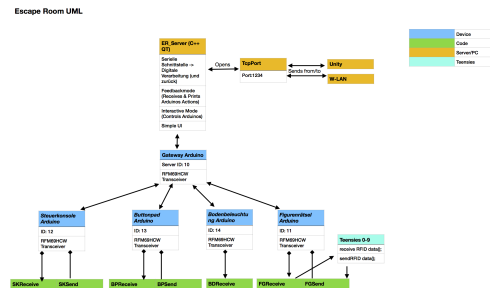 Escape Room UML
ER_Server (C++
QT)
Serielle
Schnittstelle ->
Digitale
Verarbeitung (und
zurück)
Feedbackmode
(Receives & Prints
Arduinos Actions)
Interactive Mode
(Controls Arduinos)
Simple UI
Opens
TcpPort
Port:1234
Sends from/to
Unity
W-LAN
Device
Code
Server/PC
Teensies
Gateway Arduino
Server ID: 10
RFM69HCW
Transceiver
Steuerkonsole
Arduino
ID: 12
RFM69HCW
Transceiver
Buttonpad
Arduino
ID: 13
RFM69HCW
Transceiver
Bodenbeleuchtu
ng Arduino
ID: 14
RFM69HCW
Transceiver
Figurenrätsel
Arduino
ID: 11
RFM69HCW
Transceiver
Teensies 0-9
receive RFID data();
sendRFID data();
SKReceive SKSend
BPReceive BPSend
BDReceive
FGReceive FGSend